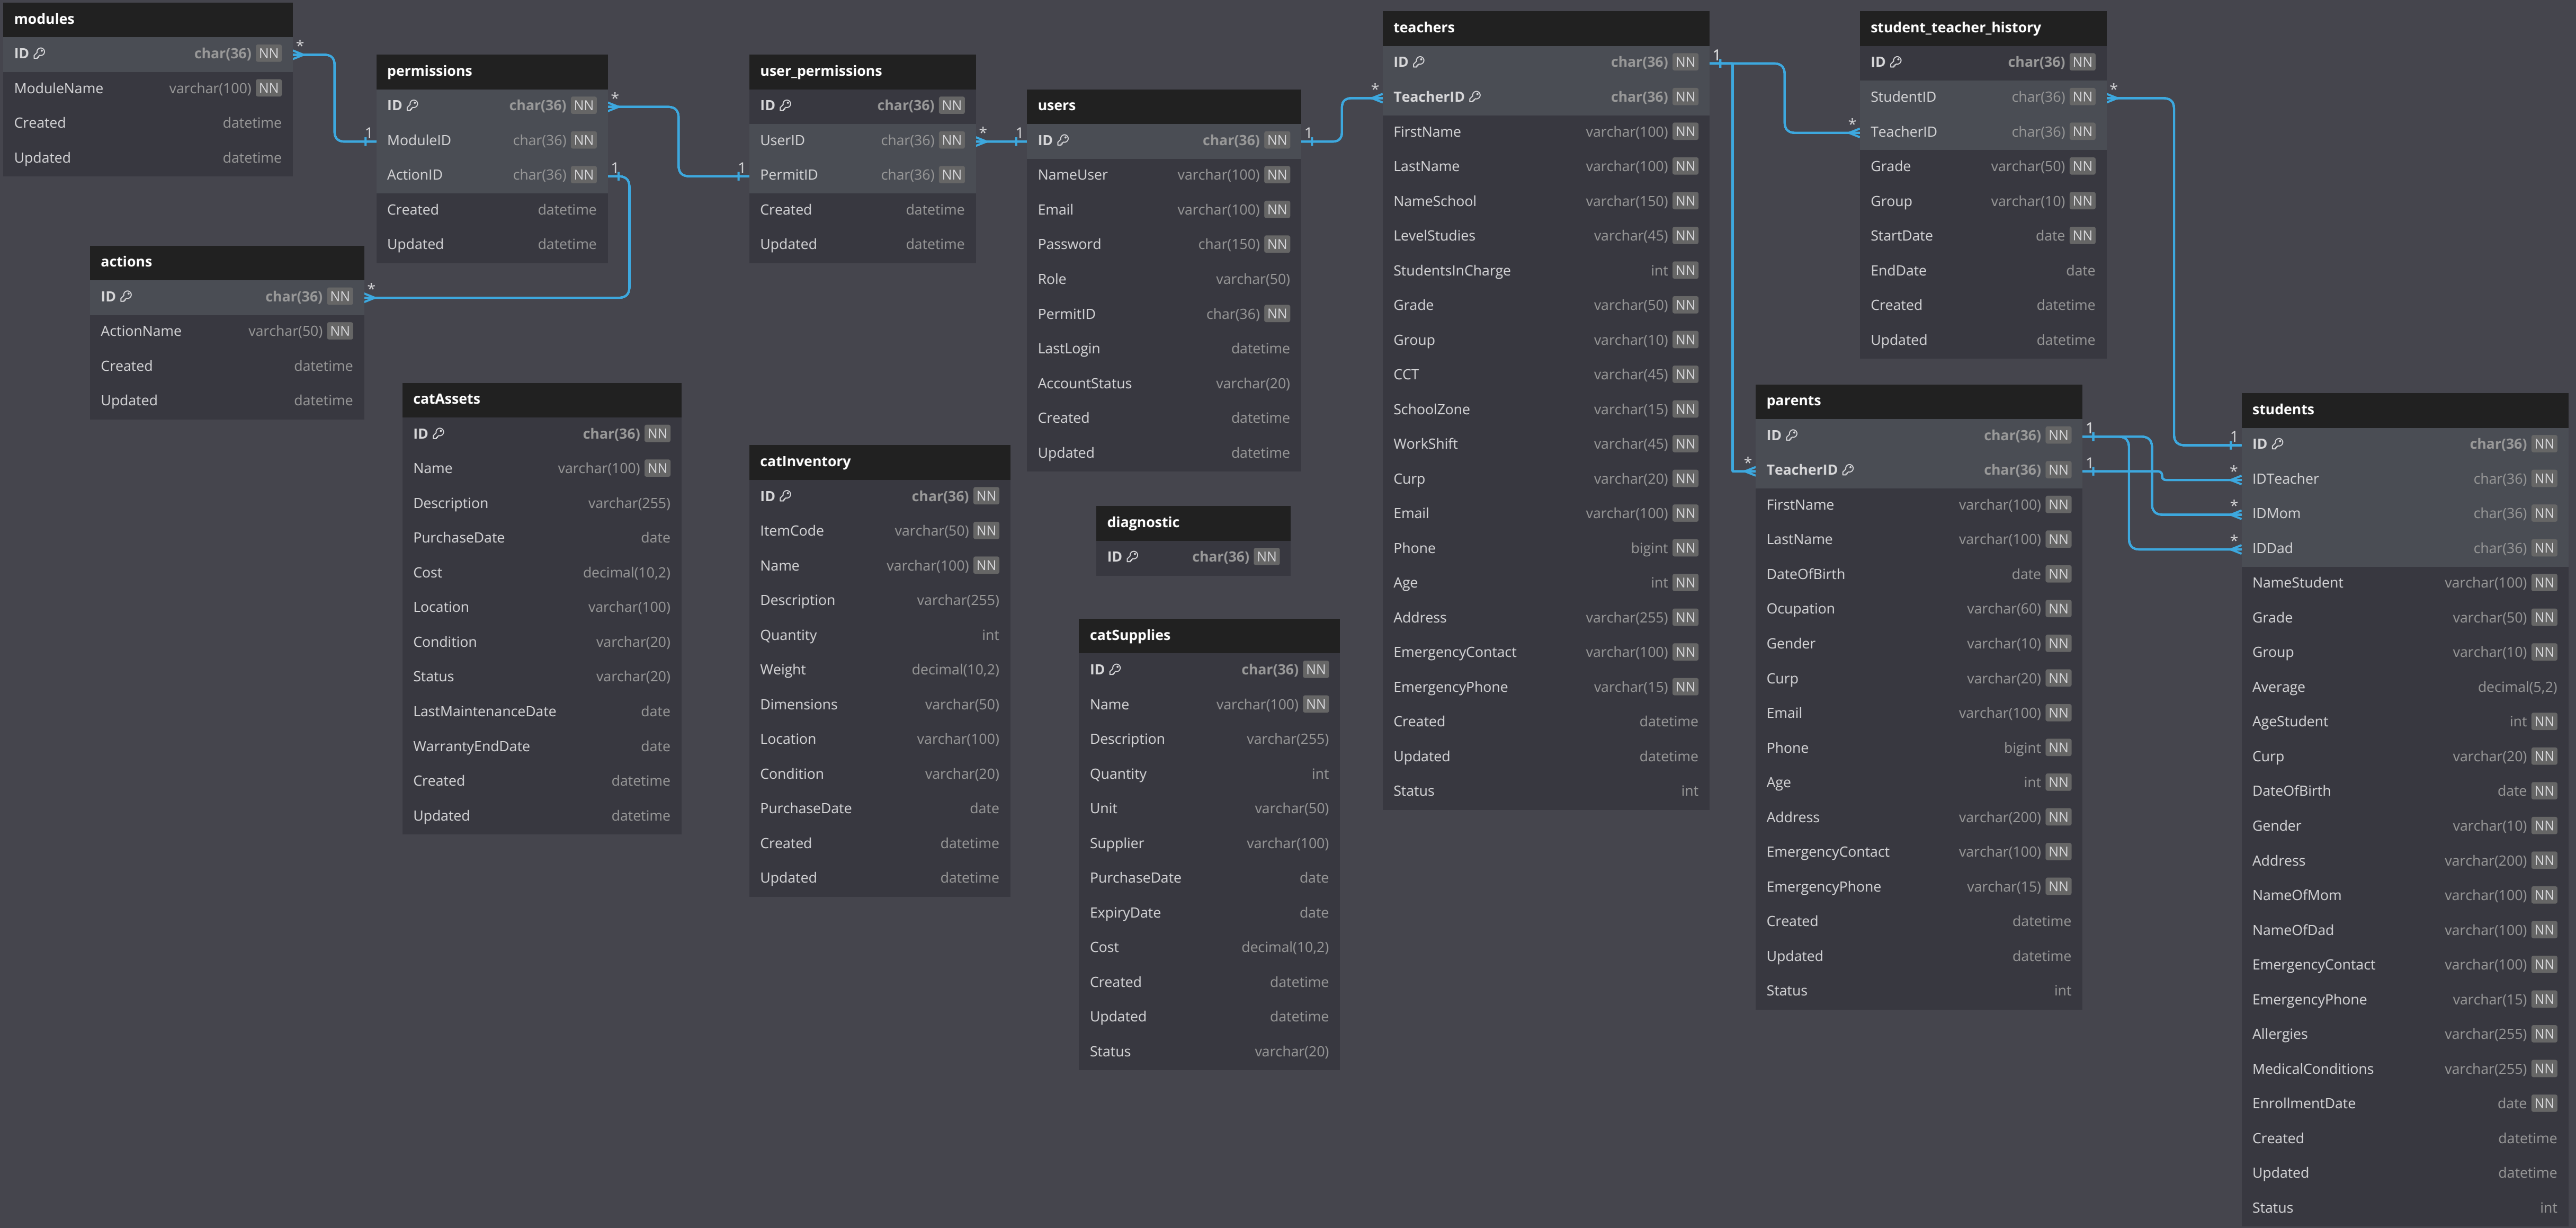 modules
ID char(36) NN
ModuleName varchar(100) NN
Created datetime
Updated datetime
permissions
ID char(36) NN
ModuleID char(36) NN
ActionID char(36) NN
Created datetime
Updated datetime
actions
ID char(36) NN
ActionName varchar(50) NN
Created datetime
Updated datetime
user_permissions
ID char(36) NN
UserID char(36) NN
PermitID char(36) NN
Created datetime
Updated datetime
users
ID char(36) NN
NameUser varchar(100) NN
Email varchar(100) NN
Password char(150) NN
Role varchar(50)
PermitID char(36) NN
LastLogin datetime
AccountStatus varchar(20)
Created datetime
Updated datetime
catAssets
ID char(36) NN
Name varchar(100) NN
Description varchar(255)
PurchaseDate date
Cost decimal(10,2)
Location varchar(100)
Condition varchar(20)
Status varchar(20)
LastMaintenanceDate date
WarrantyEndDate date
Created datetime
Updated datetime
catInventory
ID char(36) NN
ItemCode varchar(50) NN
Name varchar(100) NN
Description varchar(255)
Quantity int
Weight decimal(10,2)
Dimensions varchar(50)
Location varchar(100)
Condition varchar(20)
PurchaseDate date
Created datetime
Updated datetime
diagnostic
ID char(36) NN
catSupplies
ID char(36) NN
Name varchar(100) NN
Description varchar(255)
Quantity int
Unit varchar(50)
Supplier varchar(100)
PurchaseDate date
ExpiryDate date
Cost decimal(10,2)
Created datetime
Updated datetime
Status varchar(20)
teachers
ID char(36) NN
TeacherID char(36) NN
FirstName varchar(100) NN
LastName varchar(100) NN
NameSchool varchar(150) NN
LevelStudies varchar(45) NN
StudentsInCharge int NN
Grade varchar(50) NN
Group varchar(10) NN
CCT varchar(45) NN
SchoolZone varchar(15) NN
WorkShift varchar(45) NN
Curp varchar(20) NN
Email varchar(100) NN
Phone bigint NN
Age int NN
Address varchar(255) NN
EmergencyContact varchar(100) NN
EmergencyPhone varchar(15) NN
Created datetime
Updated datetime
Status int
student_teacher_history
ID char(36) NN
StudentID char(36) NN
TeacherID char(36) NN
Grade varchar(50) NN
Group varchar(10) NN
StartDate date NN
EndDate date
Created datetime
Updated datetime
parents
ID char(36) NN
TeacherID char(36) NN
FirstName varchar(100) NN
LastName varchar(100) NN
DateOfBirth date NN
Ocupation varchar(60) NN
Gender varchar(10) NN
Curp varchar(20) NN
Email varchar(100) NN
Phone bigint NN
Age int NN
Address varchar(200) NN
EmergencyContact varchar(100) NN
EmergencyPhone varchar(15) NN
Created datetime
Updated datetime
Status int
students
ID char(36) NN
IDTeacher char(36) NN
IDMom char(36) NN
IDDad char(36) NN
NameStudent varchar(100) NN
Grade varchar(50) NN
Group varchar(10) NN
Average decimal(5,2)
AgeStudent int NN
Curp varchar(20) NN
DateOfBirth date NN
Gender varchar(10) NN
Address varchar(200) NN
NameOfMom varchar(100) NN
NameOfDad varchar(100) NN
EmergencyContact varchar(100) NN
EmergencyPhone varchar(15) NN
Allergies varchar(255) NN
MedicalConditions varchar(255) NN
EnrollmentDate date NN
Created datetime
Updated datetime
Status int
*
1
*
1
1
*
*
1
1
*
1
*
*
*
1
1
1
*
*
*